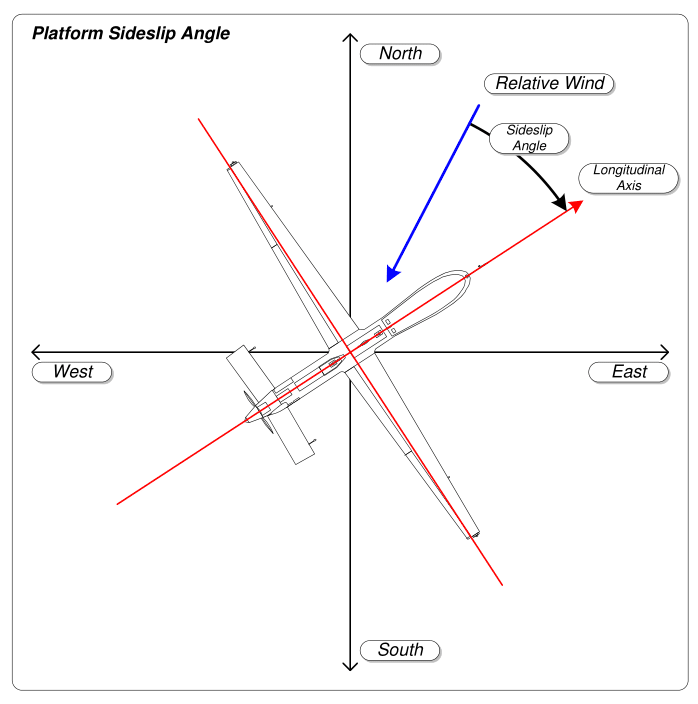 Platform Sideslip Angle
North
Relative Wind
Sideslip
Angle
Longitudinal
Axis
West
East
South